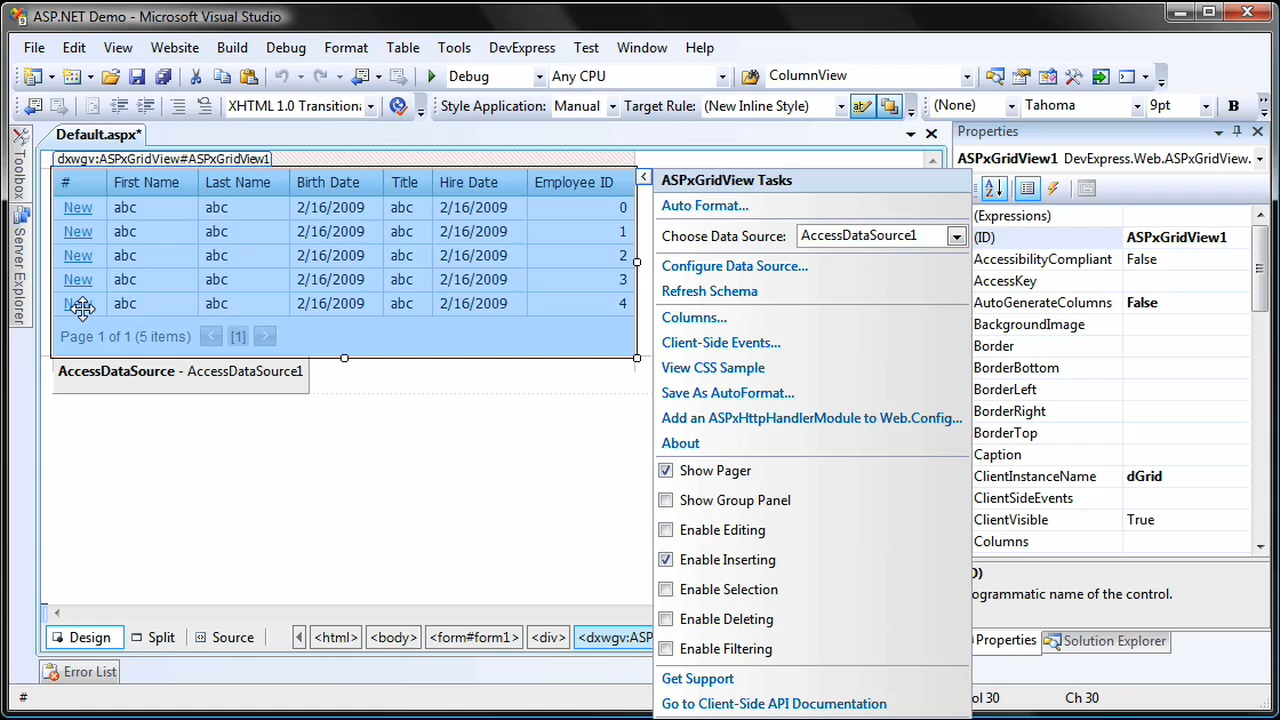 ASP.NET Demo - Microsoft Visual Studio
File Edit View Website Build Debug Format Table Tools DevExpress Test Window Help
Debug Any CPU ColumnView
XHTML 1.0 Transition Style Application: Manual Target Rule: (New Inline Style) (None) Tahoma 9pt B
Toolbox
Server Explorer
Default.aspx*
dxwgv:ASPxGridView#ASPxGridView1
# First Name Last Name Birth Date Title Hire Date Employee ID
New abc abc 2/16/2009 abc 2/16/2009 0
New abc abc 2/16/2009 abc 2/16/2009 1
New abc abc 2/16/2009 abc 2/16/2009 2
New abc abc 2/16/2009 abc 2/16/2009 3
New abc abc 2/16/2009 abc 2/16/2009 4
Page 1 of 1 (5 items) < [1] >
AccessDataSource - AccessDataSource1
ASPxGridView Tasks
Auto Format...
Choose Data Source: AccessDataSource1
Configure Data Source...
Refresh Schema
Columns...
Client-Side Events...
View CSS Sample
Save As AutoFormat...
Add an ASPxHttpHandlerModule to Web.Config...
About
Show Pager
Show Group Panel
Enable Editing
Enable Inserting
Enable Selection
Enable Deleting
Enable Filtering
Get Support
Go to Client-Side API Documentation
Properties
ASPxGridView1 DevExpress.Web.ASPxGridView.
(Expressions)
(ID) ASPxGridView1
AccessibilityCompliant False
AccessKey
AutoGenerateColumns False
BackgroundImage
Border
BorderBottom
BorderLeft
BorderRight
BorderTop
Caption
ClientInstanceName dGrid
ClientSideEvents
ClientVisible True
Columns
D)
ogrammatic name of the control.
Properties Solution Explorer
Design Split Source <html> <body> <form#form1> <div> <dxwgv:ASP
Error List
# Col 30 Ch 30